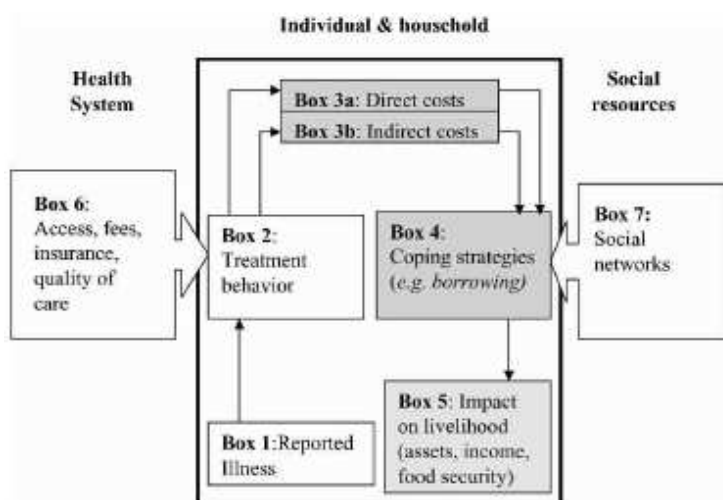 Individual & household
Health
System
Social
resources
Box 3a: Direct costs
Box 3b: Indirect costs
Box 6:
Access, fees,
insurance,
quality of
care
Box 2:
Treatment
behavior
Box 4:
Coping strategies
(e.g. borrowing)
Box 7:
Social
networks
Box 1:Reported
Illness
Box 5: Impact
on livelihood
(assets, income,
food security)